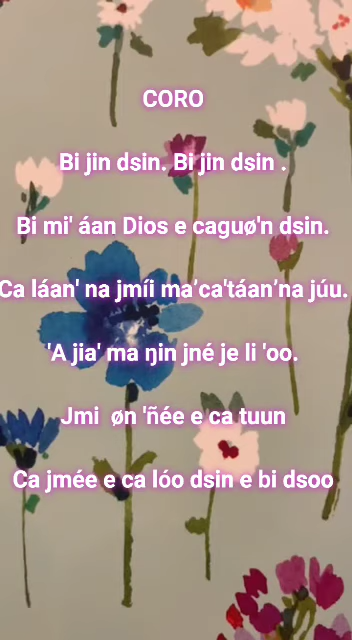 CORO
Bi jin dsin. Bi jin dsin .
Bi mi' áan Dios e caguø'n dsin.
Ca láan' na jmíi ma’ca'táan’na júu.
'A jia' ma ŋin jné je li 'oo.
Jmi øn 'ñée e ca tuun
Ca jmée e ca lóo dsin e bi dsoo